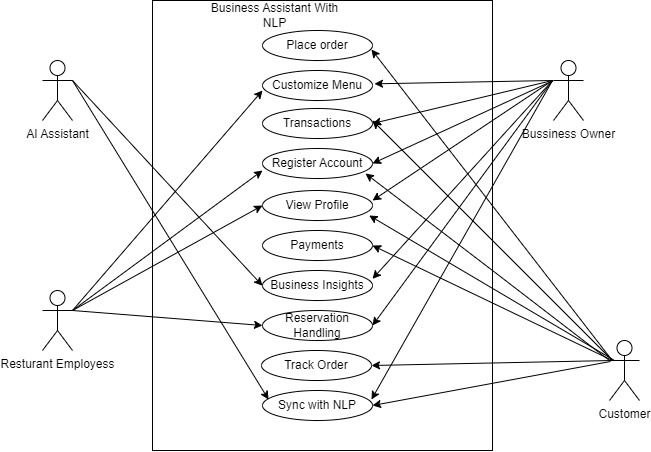 Business Assistant With
NLP
Place order
Customize Menu
Transactions
Register Account
View Profile
Payments
Business Insights
Reservation
Handling
Track Order
Sync with NLP
AI Assistant
Resturant Employess
Bussiness Owner
Customer